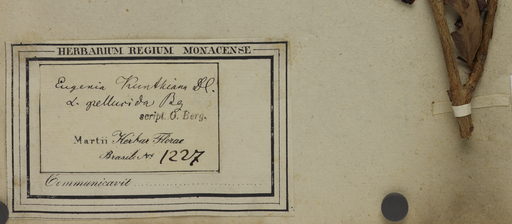 HERBARIUM REGIUM MONACENSE
Eugenia Kunthiana DC.
α. pellucida Bg
script. O. Berg.
Martii Herbar. Florae
Brasil. No 1227
Communicavit